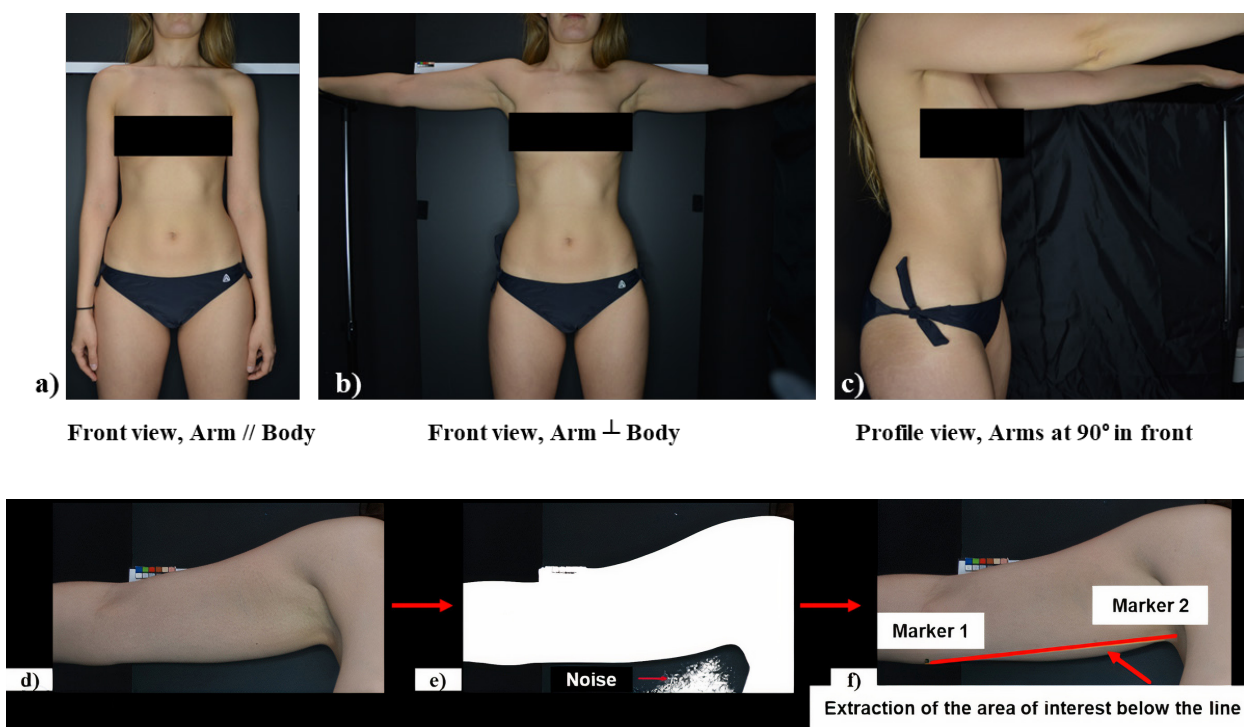 a)
b)
c)
Front view, Arm // Body
Front view, Arm ⊥ Body
Profile view, Arms at 90° in front
d)
e)
Noise
f)
Marker 1
Marker 2
Extraction of the area of interest below the line